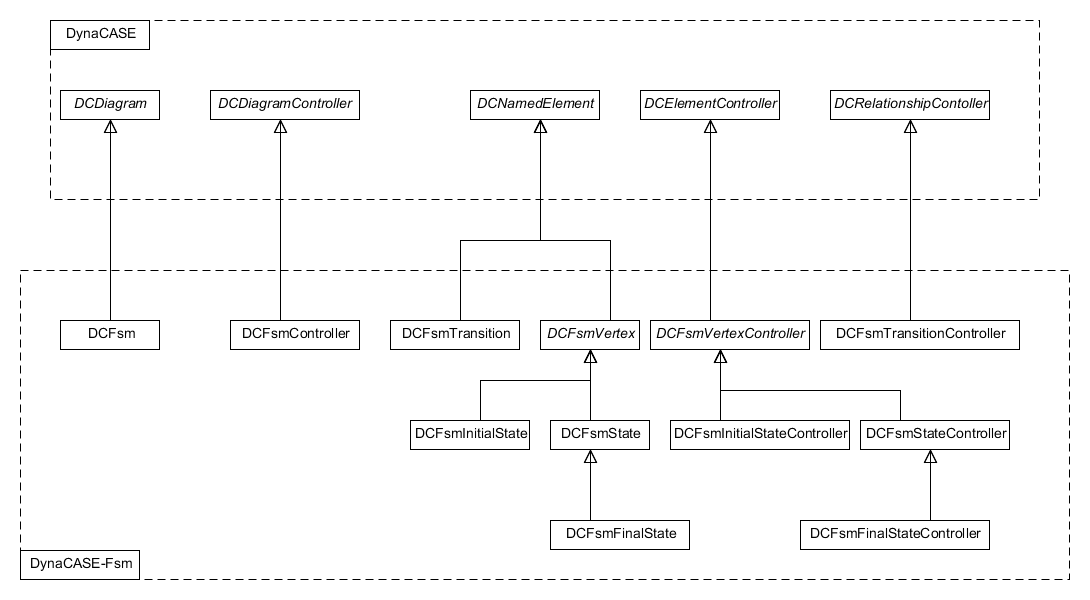 DynaCASE
DCDiagram
DCDiagramController
DCNamedElement
DCElementController
DCRelationshipContoller
DCFsm
DCFsmController
DCFsmTransition
DCFsmVertex
DCFsmVertexController
DCFsmTransitionController
DCFsmInitialState
DCFsmState
DCFsmInitialStateController
DCFsmStateController
DCFsmFinalState
DCFsmFinalStateController
DynaCASE-Fsm